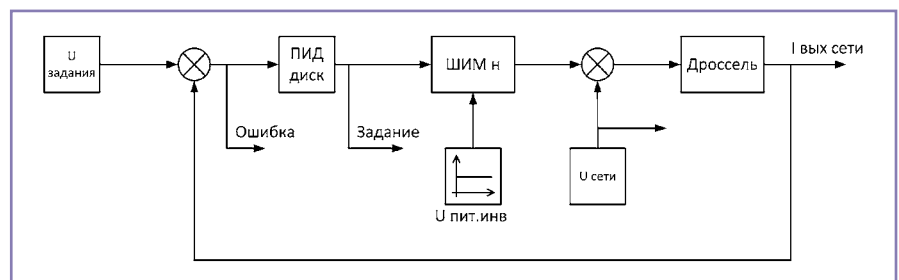 U
задания
ПИД
диск
ШИМ н
Дроссель
I вых сети
Ошибка
Задание
U сети
U пит.инв